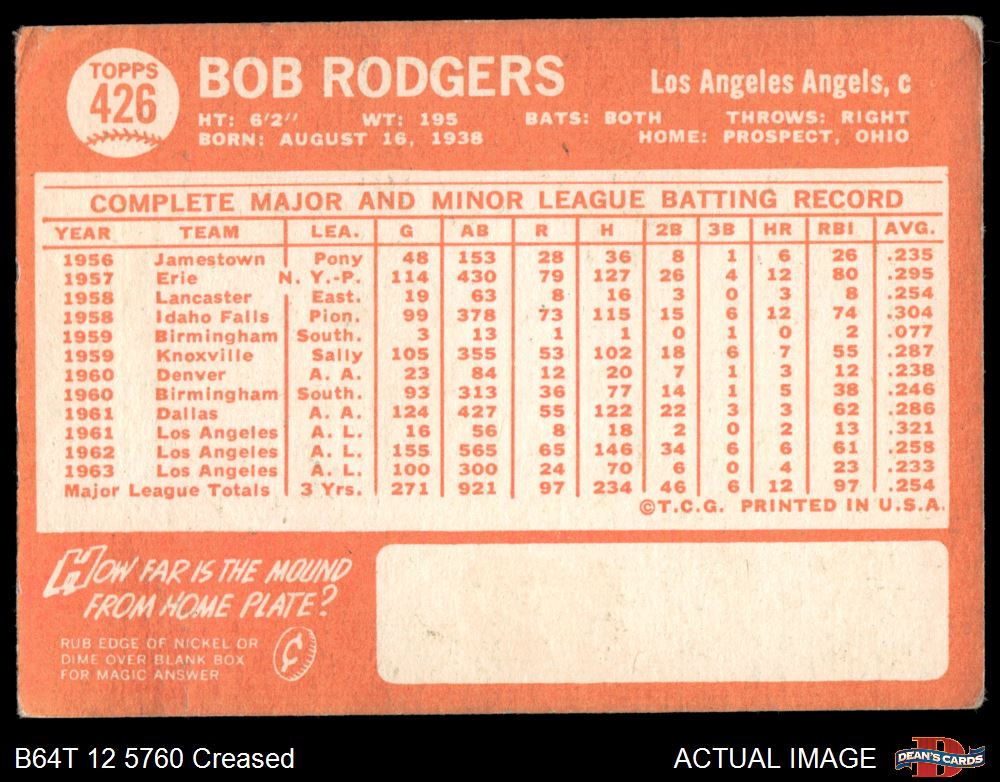 TOPPS
426
BOB RODGERS
Los Angeles Angels, c
HT: 6'2" WT: 195 BATS: BOTH THROWS: RIGHT
BORN: AUGUST 16, 1938 HOME: PROSPECT, OHIO
COMPLETE MAJOR AND MINOR LEAGUE BATTING RECORD
YEAR TEAM LEA. G AB R H 2B 3B HR RBI AVG.
1956 Jamestown Pony 48 153 28 36 8 1 6 26 .235
1957 Erie N. Y.-P. 114 430 79 127 26 4 12 80 .295
1958 Lancaster East. 19 63 8 16 3 0 3 8 .254
1958 Idaho Falls Pion. 99 378 73 115 15 6 12 74 .304
1959 Birmingham South. 3 13 1 1 0 1 0 2 .077
1959 Knoxville Sally 105 355 53 102 18 6 7 55 .287
1960 Denver A. A. 23 84 12 20 7 1 3 12 .238
1960 Birmingham South. 93 313 36 77 14 1 5 38 .246
1961 Dallas A. A. 124 427 55 122 22 3 3 62 .286
1961 Los Angeles A. L. 16 56 8 18 2 0 2 13 .321
1962 Los Angeles A. L. 155 565 65 146 34 6 6 61 .258
1963 Los Angeles A. L. 100 300 24 70 6 0 4 23 .233
Major League Totals 3 Yrs. 271 921 97 234 46 6 12 97 .254
©T.C.G. PRINTED IN U.S.A.
HOW FAR IS THE MOUND
FROM HOME PLATE?
RUB EDGE OF NICKEL OR
DIME OVER BLANK BOX
FOR MAGIC ANSWER
¢
B64T 12 5760 Creased
ACTUAL IMAGE
D
DEAN'S CARDS